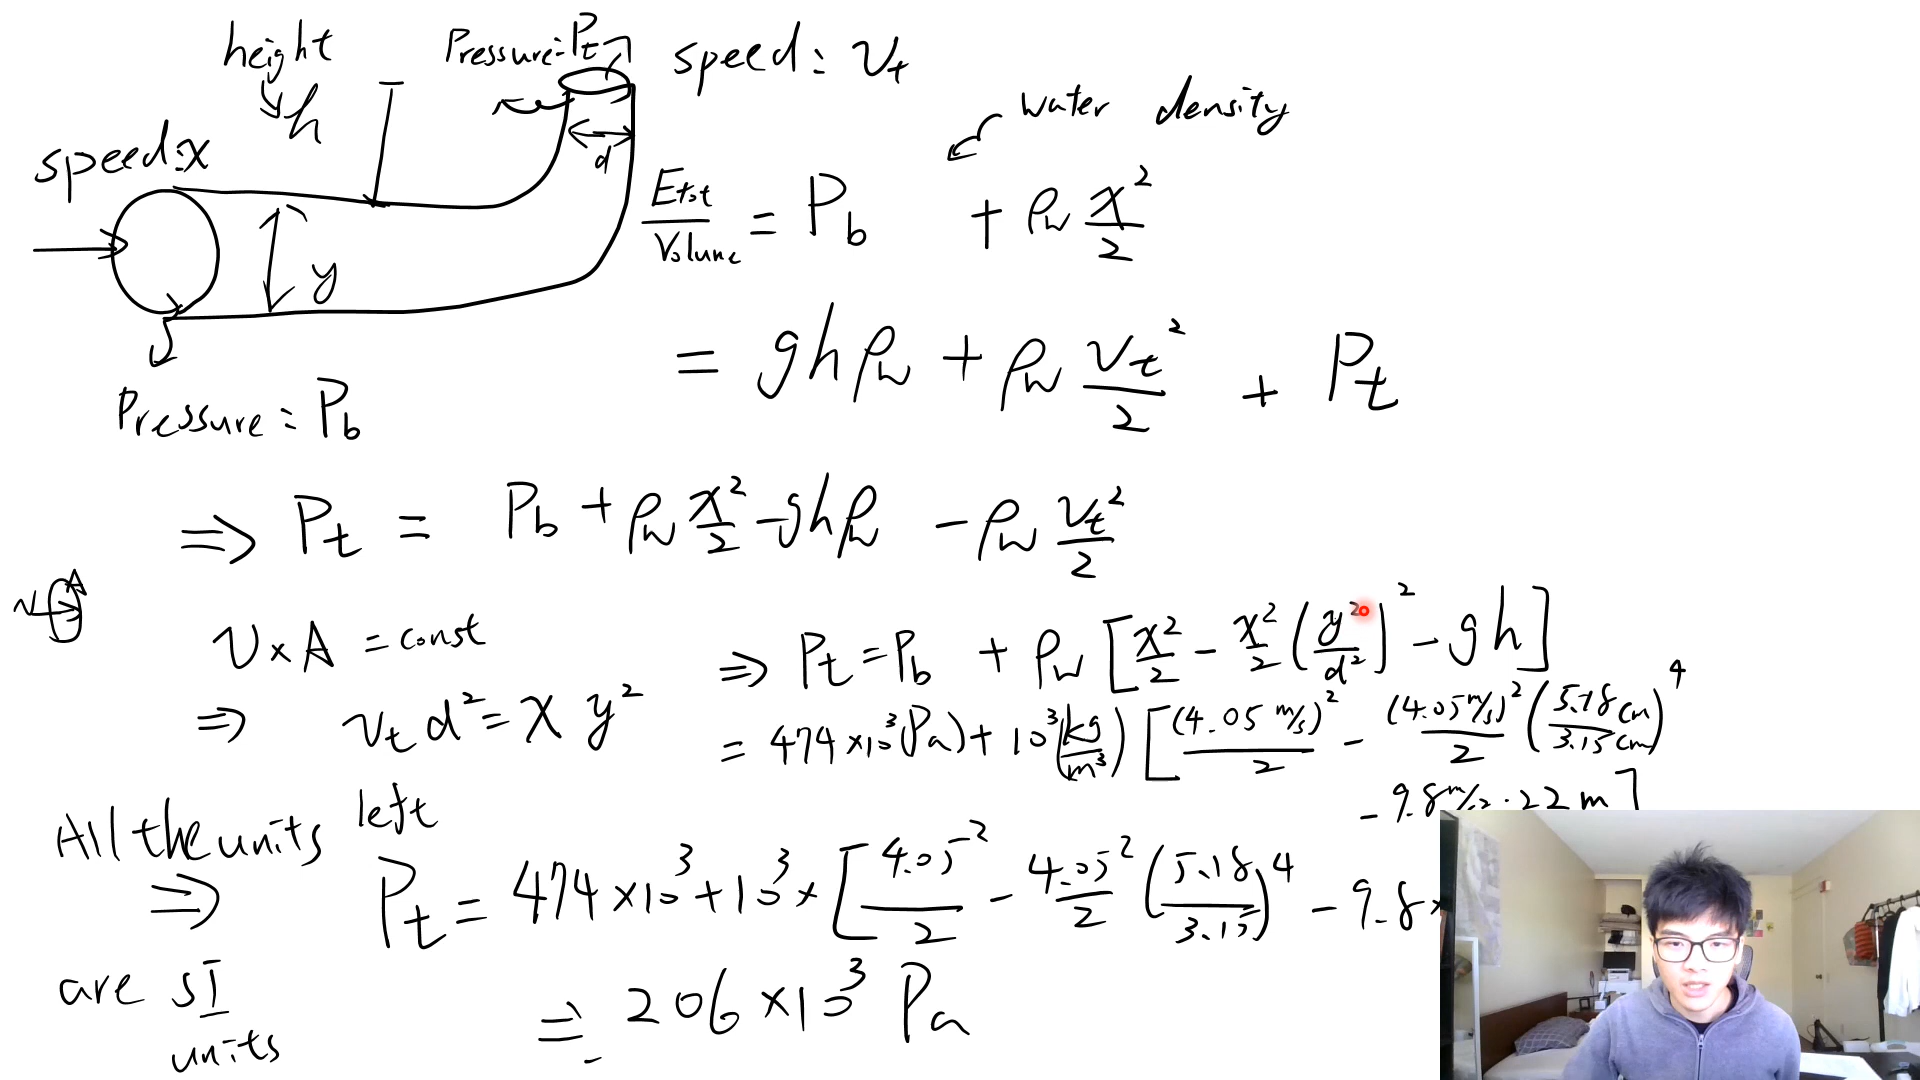 height
h
Pressure: Pt
speed: vt
speed: x
d
y
Pressure = Pb
water density
Etot/Volume = Pb + ρw x²/2
= ghρw + ρw vt²/2 + Pt
=> Pt = Pb + ρw x²/2 - ghρw - ρw vt²/2
v A
v × A = const
=> vt d² = x y²
=> Pt = Pb + ρw [x²/2 - x²/2 (y²/d²)² - gh]
= 474 × 10³ (Pa) + 10³ (kg/m³) [(4.05 m/s)²/2 - (4.05 m/s)²/2 (5.18 cm/3.15 cm)⁴
- 9.8 m/s² · 22 m]
All the units left
=> Pt = 474 × 10³ + 10³ × [4.05²/2 - 4.05²/2 (5.18/3.15)⁴ - 9.8 ×
are SI
units
= 206 × 10³ Pa